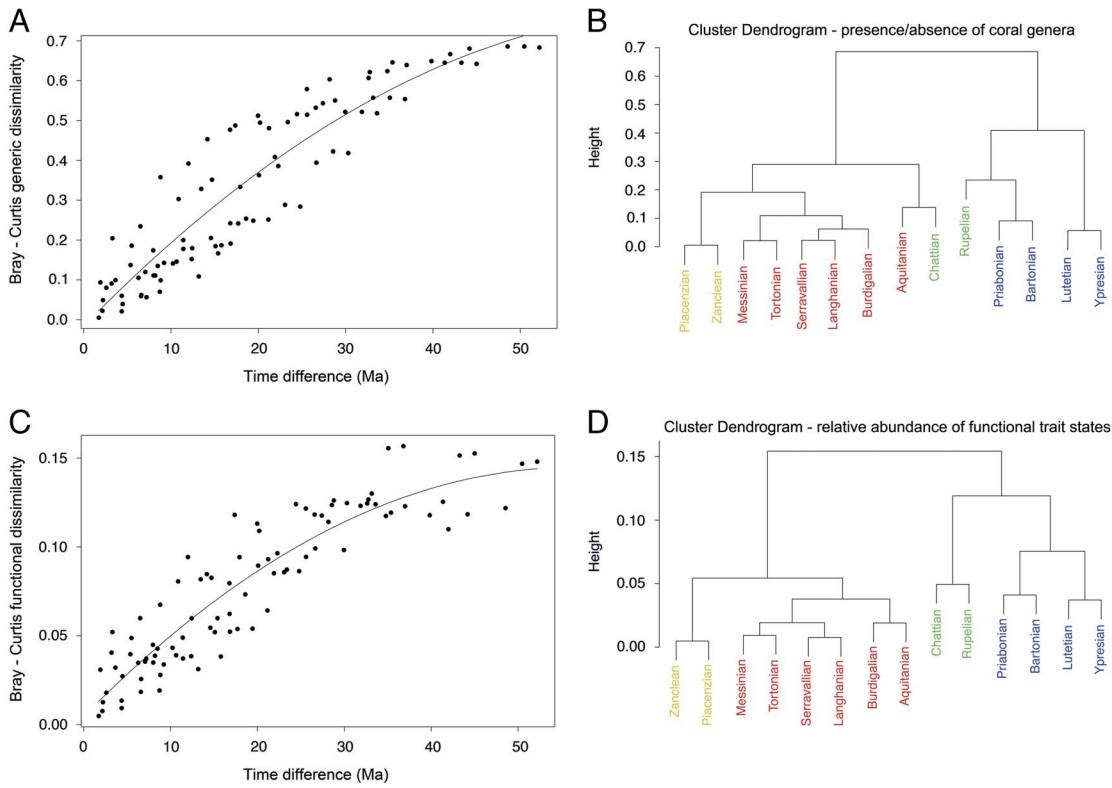 A
Bray - Curtis generic dissimilarity
0.7
0.6
0.5
0.4
0.3
0.2
0.1
0.0
0 10 20 30 40 50
Time difference (Ma)
B
Cluster Dendrogram - presence/absence of coral genera
Height
0.7
0.6
0.5
0.4
0.3
0.2
0.1
0.0
Piacenzian
Zanclean
Messinian
Tortonian
Serravallian
Langhanian
Burdigalian
Aquitanian
Chattian
Rupelian
Priabonian
Bartonian
Lutetian
Ypresian
C
Bray - Curtis functional dissimilarity
0.15
0.10
0.05
0.00
0 10 20 30 40 50
Time difference (Ma)
D
Cluster Dendrogram - relative abundance of functional trait states
Height
0.15
0.10
0.05
0.00
Zanclean
Piacenzian
Messinian
Tortonian
Serravallian
Langhanian
Burdigalian
Aquitanian
Chattian
Rupelian
Priabonian
Bartonian
Lutetian
Ypresian